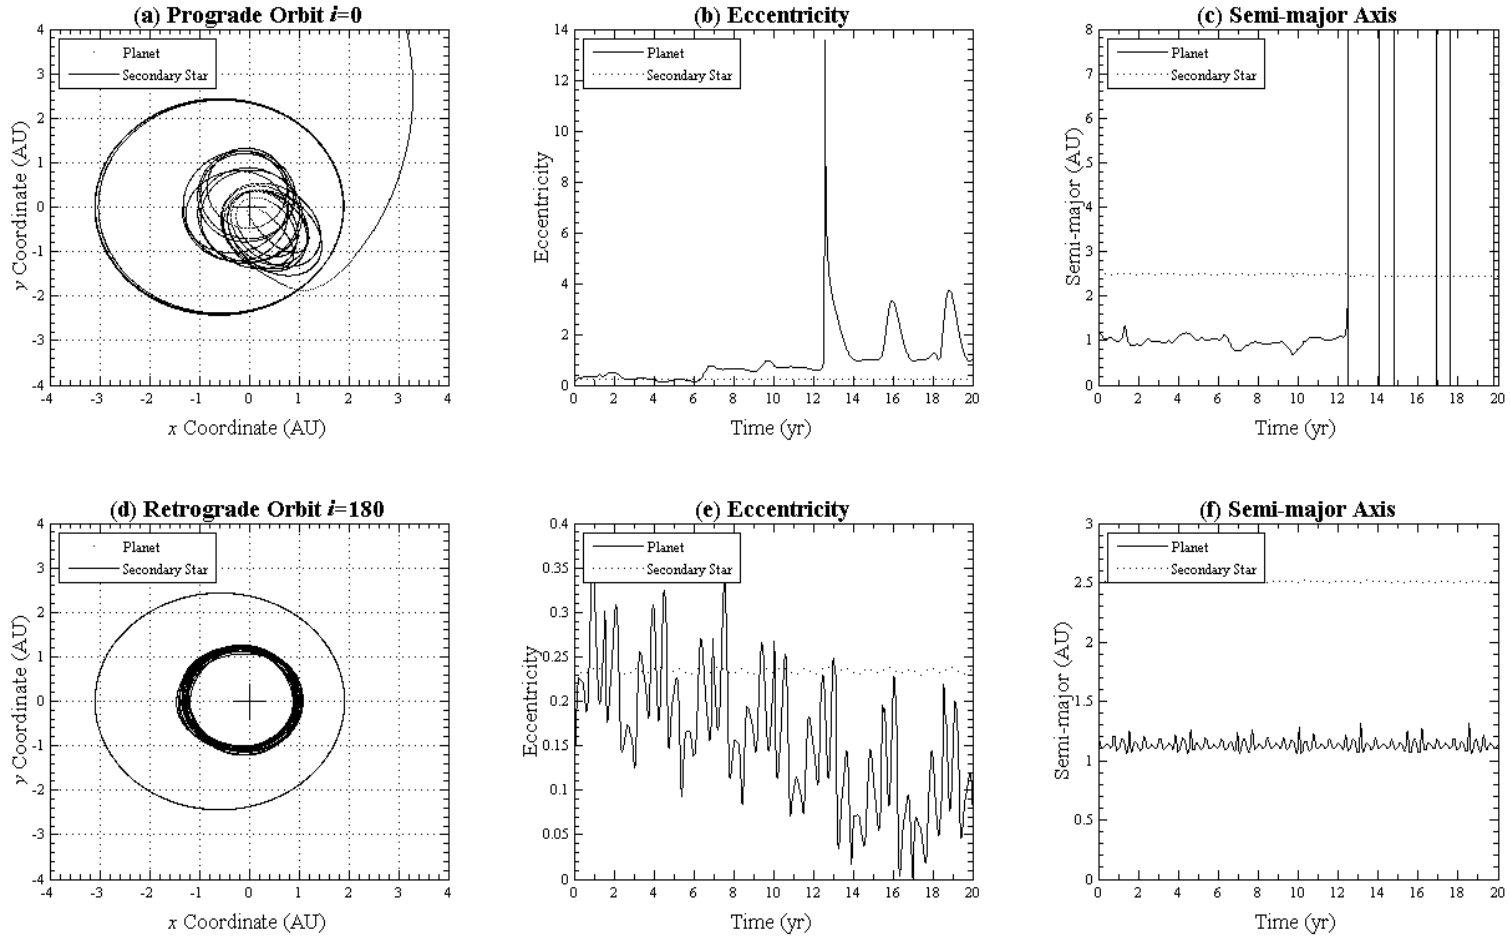 (a) Prograde Orbit i=0
Planet
Secondary Star
4
3
2
1
0
-1
-2
-3
-4
y Coordinate (AU)
-4 -3 -2 -1 0 1 2 3 4
x Coordinate (AU)
(b) Eccentricity
Planet
Secondary Star
14
12
10
8
6
4
2
0
Eccentricity
0 2 4 6 8 10 12 14 16 18 20
Time (yr)
(c) Semi-major Axis
Planet
Secondary Star
8
7
6
5
4
3
2
1
0
Semi-major (AU)
0 2 4 6 8 10 12 14 16 18 20
Time (yr)
(d) Retrograde Orbit i=180
Planet
Secondary Star
4
3
2
1
0
-1
-2
-3
-4
y Coordinate (AU)
-4 -3 -2 -1 0 1 2 3 4
x Coordinate (AU)
(e) Eccentricity
Planet
Secondary Star
0.4
0.35
0.3
0.25
0.2
0.15
0.1
0.05
0
Eccentricity
0 2 4 6 8 10 12 14 16 18 20
Time (yr)
(f) Semi-major Axis
Planet
Secondary Star
3
2.5
2
1.5
1
0.5
0
Semi-major (AU)
0 2 4 6 8 10 12 14 16 18 20
Time (yr)